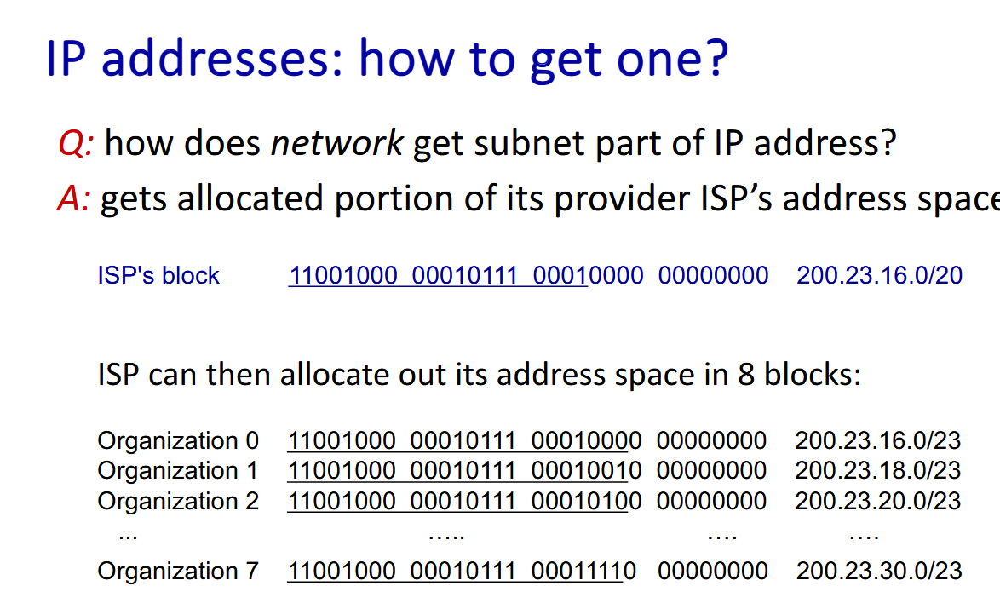 IP addresses: how to get one?
Q: how does network get subnet part of IP address?
A: gets allocated portion of its provider ISP’s address space
ISP's block 11001000 00010111 00010000 00000000 200.23.16.0/20
ISP can then allocate out its address space in 8 blocks:
Organization 0 11001000 00010111 00010000 00000000 200.23.16.0/23
Organization 1 11001000 00010111 00010010 00000000 200.23.18.0/23
Organization 2 11001000 00010111 00010100 00000000 200.23.20.0/23
... ..... .... ....
Organization 7 11001000 00010111 00011110 00000000 200.23.30.0/23